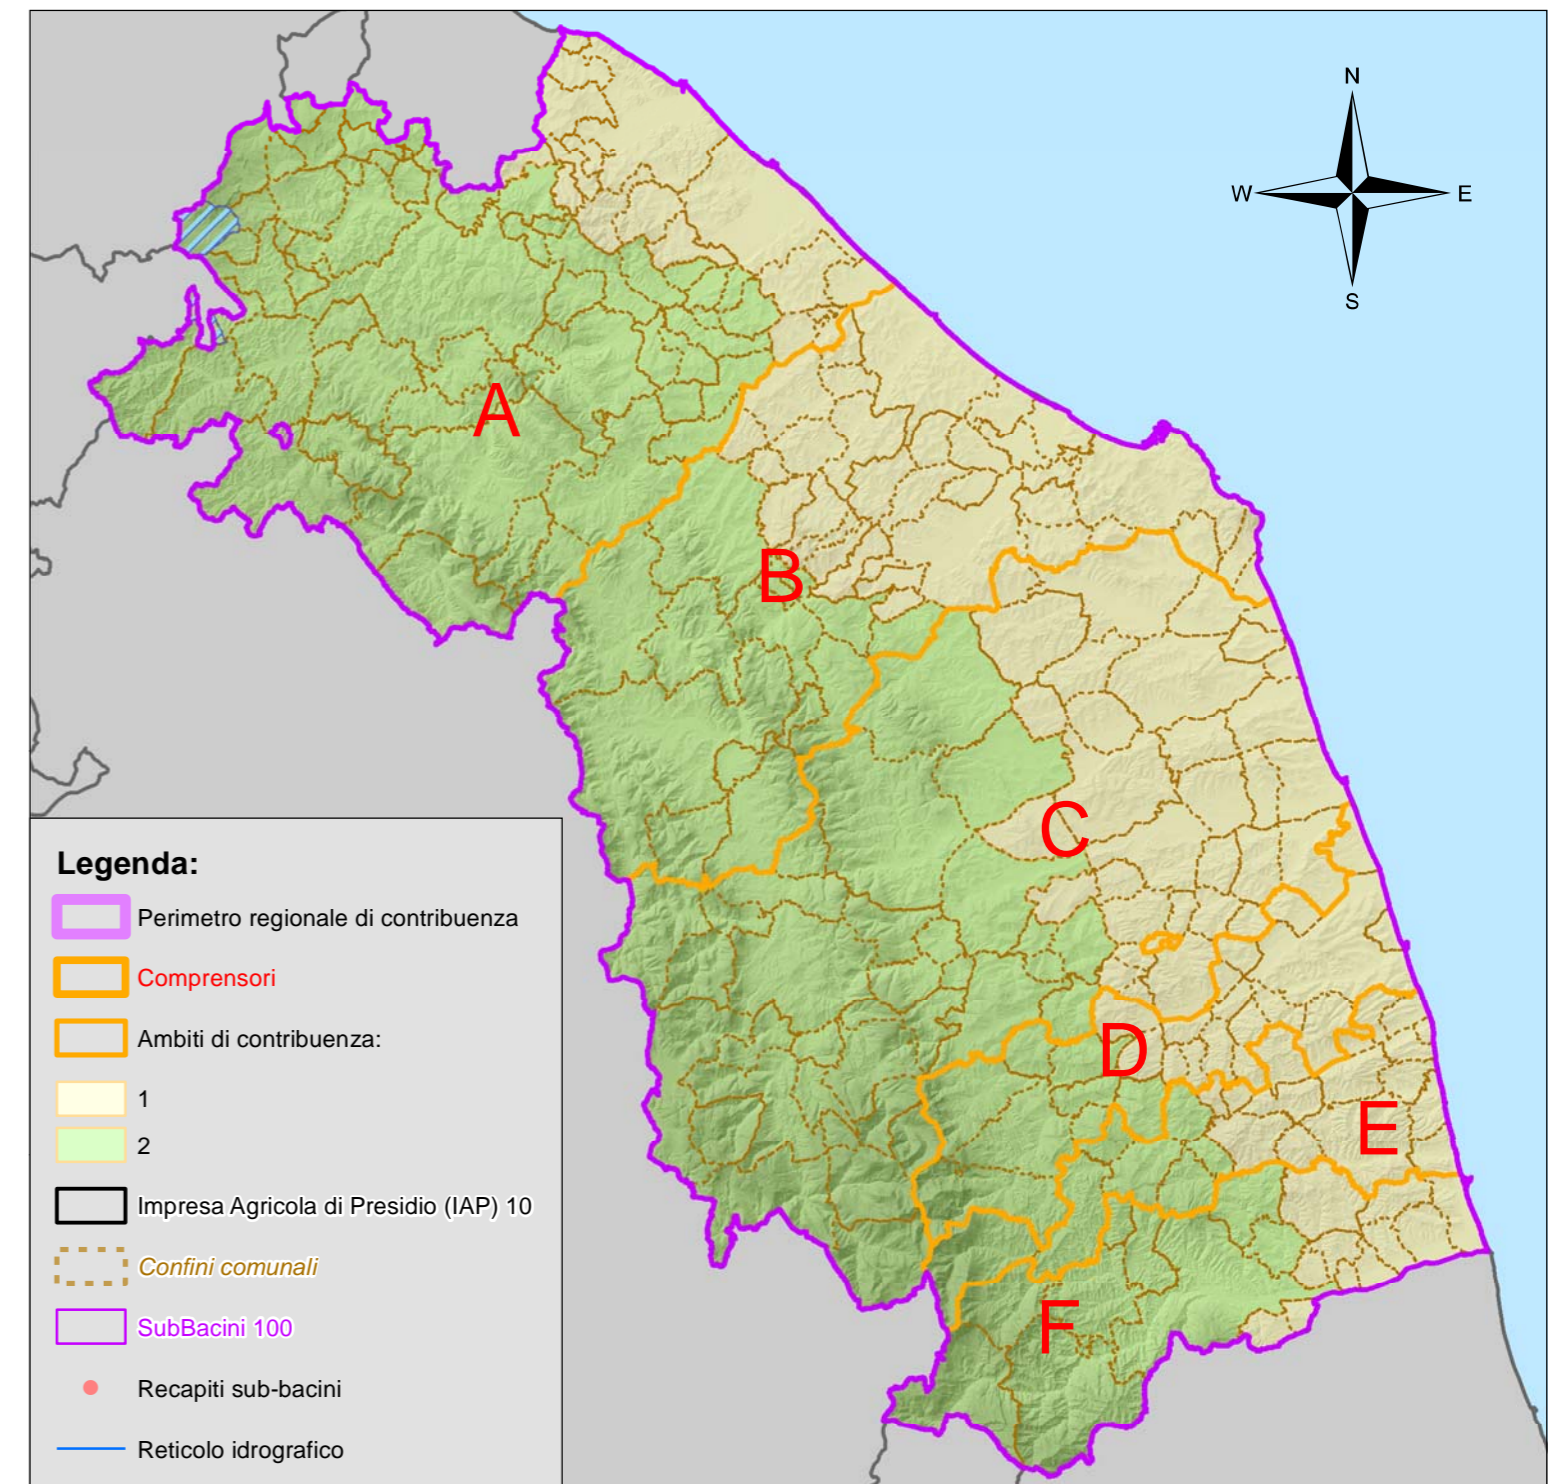 N
W
E
S
A
B
C
D
E
F
Legenda:
Perimetro regionale di contribuenza
Comprensori
Ambiti di contribuenza:
1
2
Impresa Agricola di Presidio (IAP) 10
Confini comunali
SubBacini 100
Recapiti sub-bacini
Reticolo idrografico